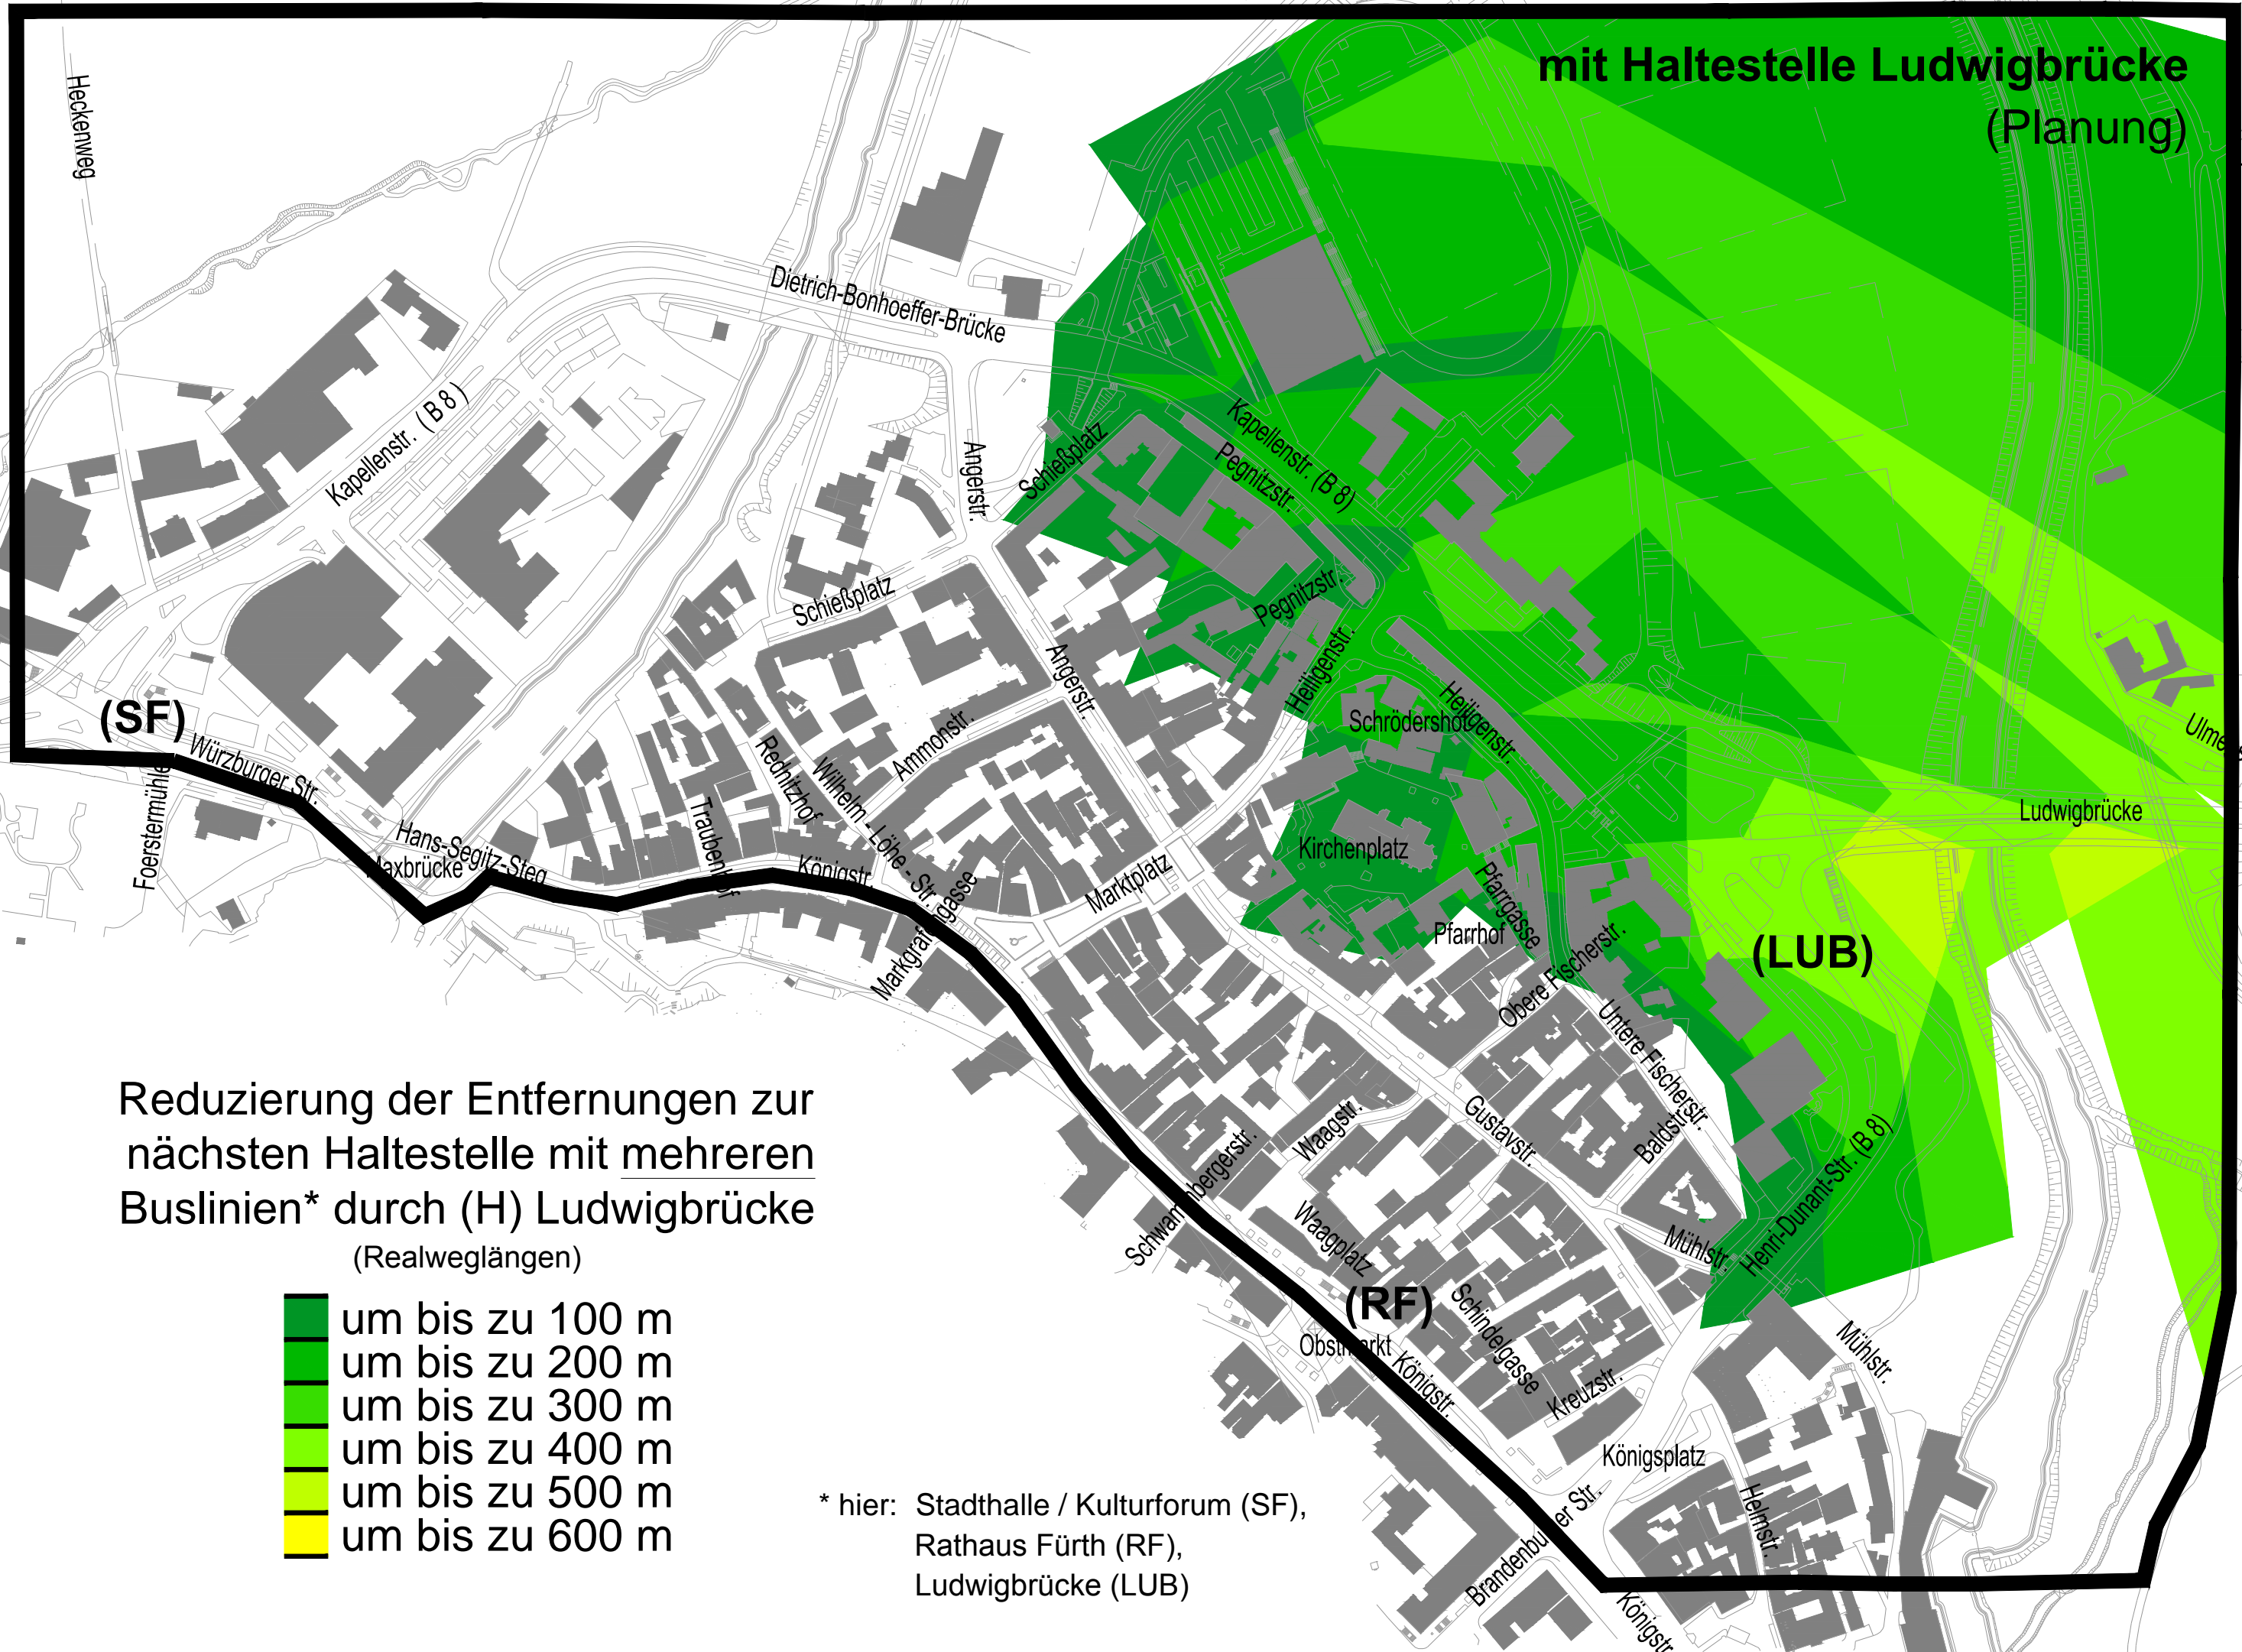 mit Haltestelle Ludwigbrücke
(Planung)
Heckenweg
Dietrich-Bonhoeffer-Brücke
Kapellenstr. (B 8)
Angerstr.
Schießplatz
Kapellenstr. (B 8)
Pegnitzstr.
Schießplatz
Pegnitzstr.
Heiligenstr.
Angerstr.
Schrödershof
Heiligenstr.
(SF)
Würzburger Str.
Foerstermühle
Hans-Segitz-Steg
Maxbrücke
Traubenhof
Rednitzhof
Wilhelm - Löhe - Str.
Ammonstr.
Königstr.
Markgrafengasse
Marktplatz
Kirchenplatz
Pfarrhof
Pfarrgasse
Ludwigbrücke
(LUB)
Obere Fischerstr.
Untere Fischerstr.
Gustavstr.
Baldstr.
Waagstr.
Schwammbergerstr.
Waagplatz
Mühlstr.
Henri-Dunant-Str. (B 8)
(RF)
Obstmarkt
Königstr.
Schindelgasse
Kreuzstr.
Mühlstr.
Königsplatz
Helmstr.
Brandenburger Str.
Königstr.
Reduzierung der Entfernungen zur
nächsten Haltestelle mit mehreren
Buslinien* durch (H) Ludwigbrücke
(Realweglängen)
um bis zu 100 m
um bis zu 200 m
um bis zu 300 m
um bis zu 400 m
um bis zu 500 m
um bis zu 600 m
* hier: Stadthalle / Kulturforum (SF),
Rathaus Fürth (RF),
Ludwigbrücke (LUB)